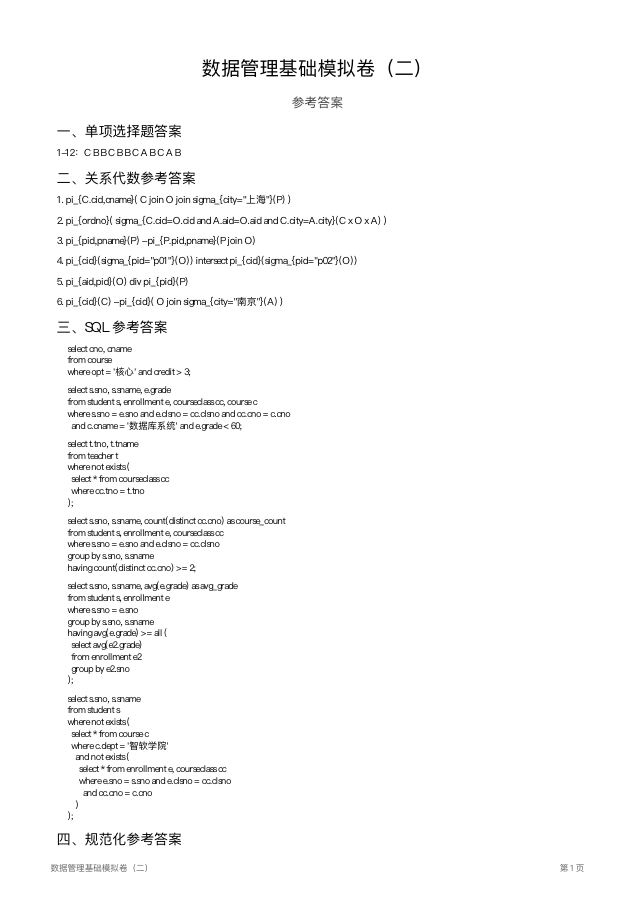 数据管理基础模拟卷（二）
参考答案
一、单项选择题答案
1-12: C B B C B B C A B C A B
二、关系代数参考答案
1. pi_{C.cid,cname}( C join O join sigma_{city="上海"}(P) )
2. pi_{ordno}( sigma_{C.cid=O.cid and A.aid=O.aid and C.city=A.city}(C x O x A) )
3. pi_{pid,pname}(P) -- pi_{P.pid,pname}(P join O)
4. pi_{cid}(sigma_{pid="p01"}(O)) intersect pi_{cid}(sigma_{pid="p02"}(O))
5. pi_{aid,pid}(O) div pi_{pid}(P)
6. pi_{cid}(C) -- pi_{cid}( O join sigma_{city="南京"}(A) )
三、SQL 参考答案
select cno, cname
from course
where opt = '核心' and credit > 3;
select s.sno, s.sname, e.grade
from student s, enrollment e, courseclass cc, course c
where s.sno = e.sno and e.clsno = cc.clsno and cc.cno = c.cno
and c.cname = '数据库系统' and e.grade < 60;
select t.tno, t.tname
from teacher t
where not exists (
select * from courseclass cc
where cc.tno = t.tno
);
select s.sno, s.sname, count(distinct cc.cno) as course_count
from student s, enrollment e, courseclass cc
where s.sno = e.sno and e.clsno = cc.clsno
group by s.sno, s.sname
having count(distinct cc.cno) >= 2;
select s.sno, s.sname, avg(e.grade) as avg_grade
from student s, enrollment e
where s.sno = e.sno
group by s.sno, s.sname
having avg(e.grade) >= all (
select avg(e2.grade)
from enrollment e2
group by e2.sno
);
select s.sno, s.sname
from student s
where not exists (
select * from course c
where c.dept = '智软学院'
and not exists (
select * from enrollment e, courseclass cc
where e.sno = s.sno and e.clsno = cc.clsno
and cc.cno = c.cno
)
);
四、规范化参考答案
数据管理基础模拟卷（二）
第 1 页